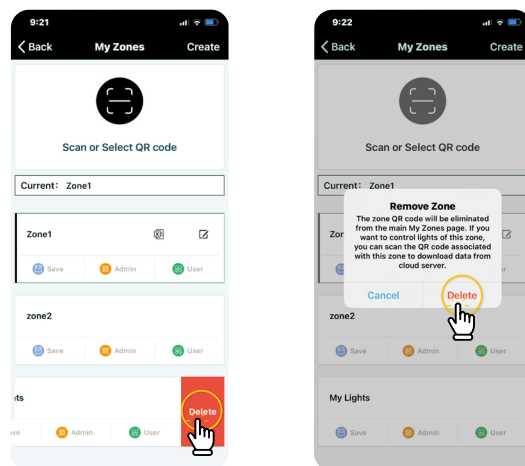 9:21
Back My Zones Create
Scan or Select QR code
Current: Zone1
Zone1
Save Admin User
zone2
Save Admin User
Delete
Admin User
9:22
Back My Zones Create
Scan or Select QR code
Current: Zone1
Remove Zone
The zone QR code will be eliminated
from the main My Zones page. If you
want to control lights of this zone,
you can scan the QR code associated
with this zone to download data from
cloud server.
Cancel Delete
zone2
Save Admin User
My Lights
Save Admin User